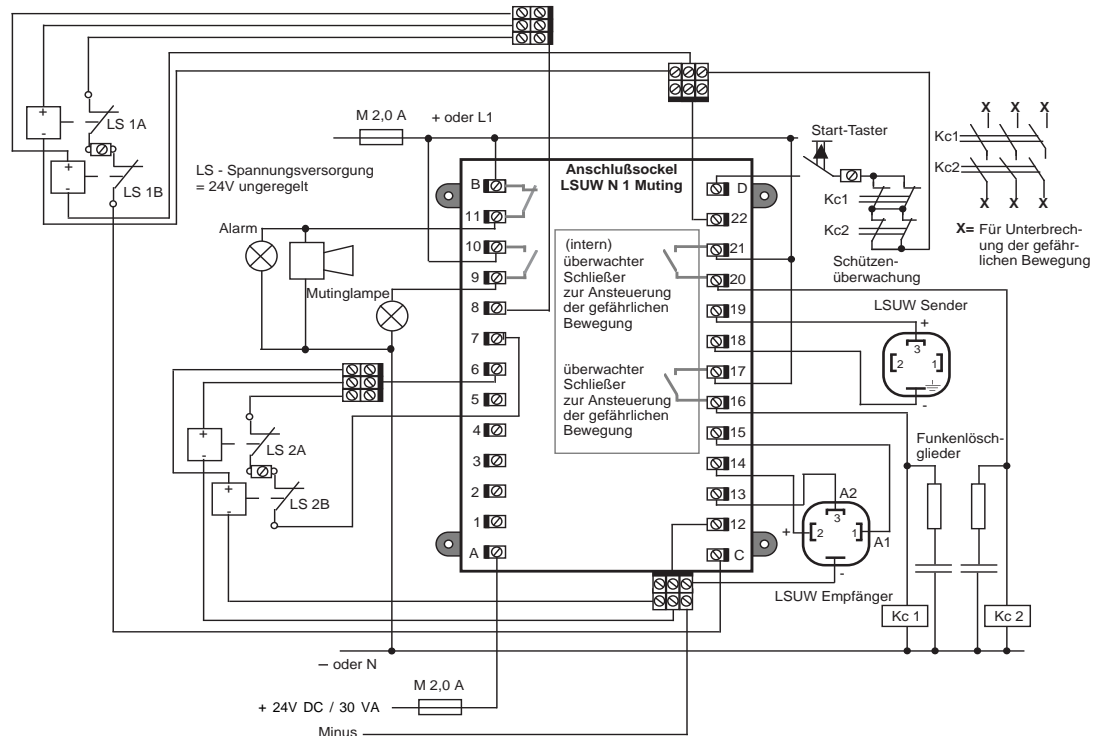 M 2,0 A
+ oder L1
Start-Taster
X X X
Kc1
Kc2
X X X
X= Für Unterbrech-
ung der gefähr-
lichen Bewegung
+
-
LS 1A
+
-
LS 1B
LS - Spannungsversorgung
= 24V ungeregelt
Anschlußsockel
LSUW N 1 Muting
Kc1
Kc2
Schützen-
überwachung
Alarm
Mutinglampe
B
11
10
9
8
7
6
5
4
3
2
1
A
(intern)
überwachter
Schließer
zur Ansteuerung
der gefährlichen
Bewegung
überwachter
Schließer
zur Ansteuerung
der gefährlichen
Bewegung
D
22
21
20
19
18
17
16
15
14
13
12
C
LSUW Sender
+
3
2
1
-
+
-
LS 2A
+
-
LS 2B
Funkenlösch-
glieder
A2
3
+
2
1
A1
-
LSUW Empfänger
Kc 1
Kc 2
– oder N
M 2,0 A
+ 24V DC / 30 VA
Minus